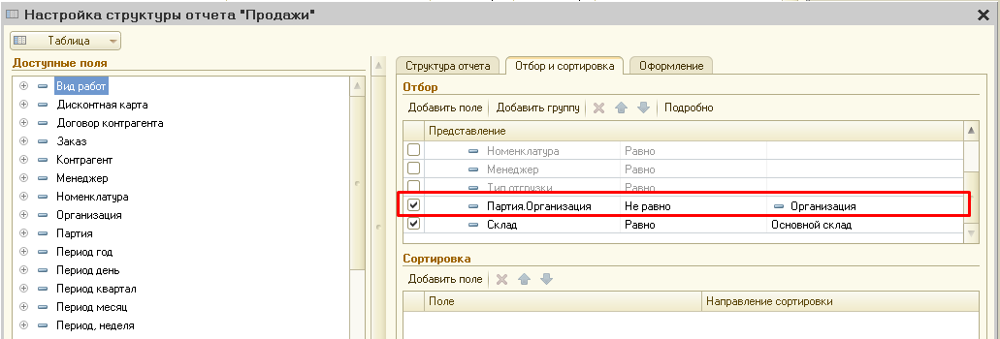 Настройка структуры отчета "Продажи"
Таблица
Доступные поля
Вид работ
Дисконтная карта
Договор контрагента
Заказ
Контрагент
Менеджер
Номенклатура
Организация
Партия
Период год
Период день
Период квартал
Период месяц
Период, неделя
Структура отчета Отбор и сортировка Оформление
Отбор
Добавить поле Добавить группу Подробно
Представление
Номенклатура Равно
Менеджер Равно
Тип отгрузки Равно
Партия.Организация Не равно Организация
Склад Равно Основной склад
Сортировка
Добавить поле
Поле Направление сортировки